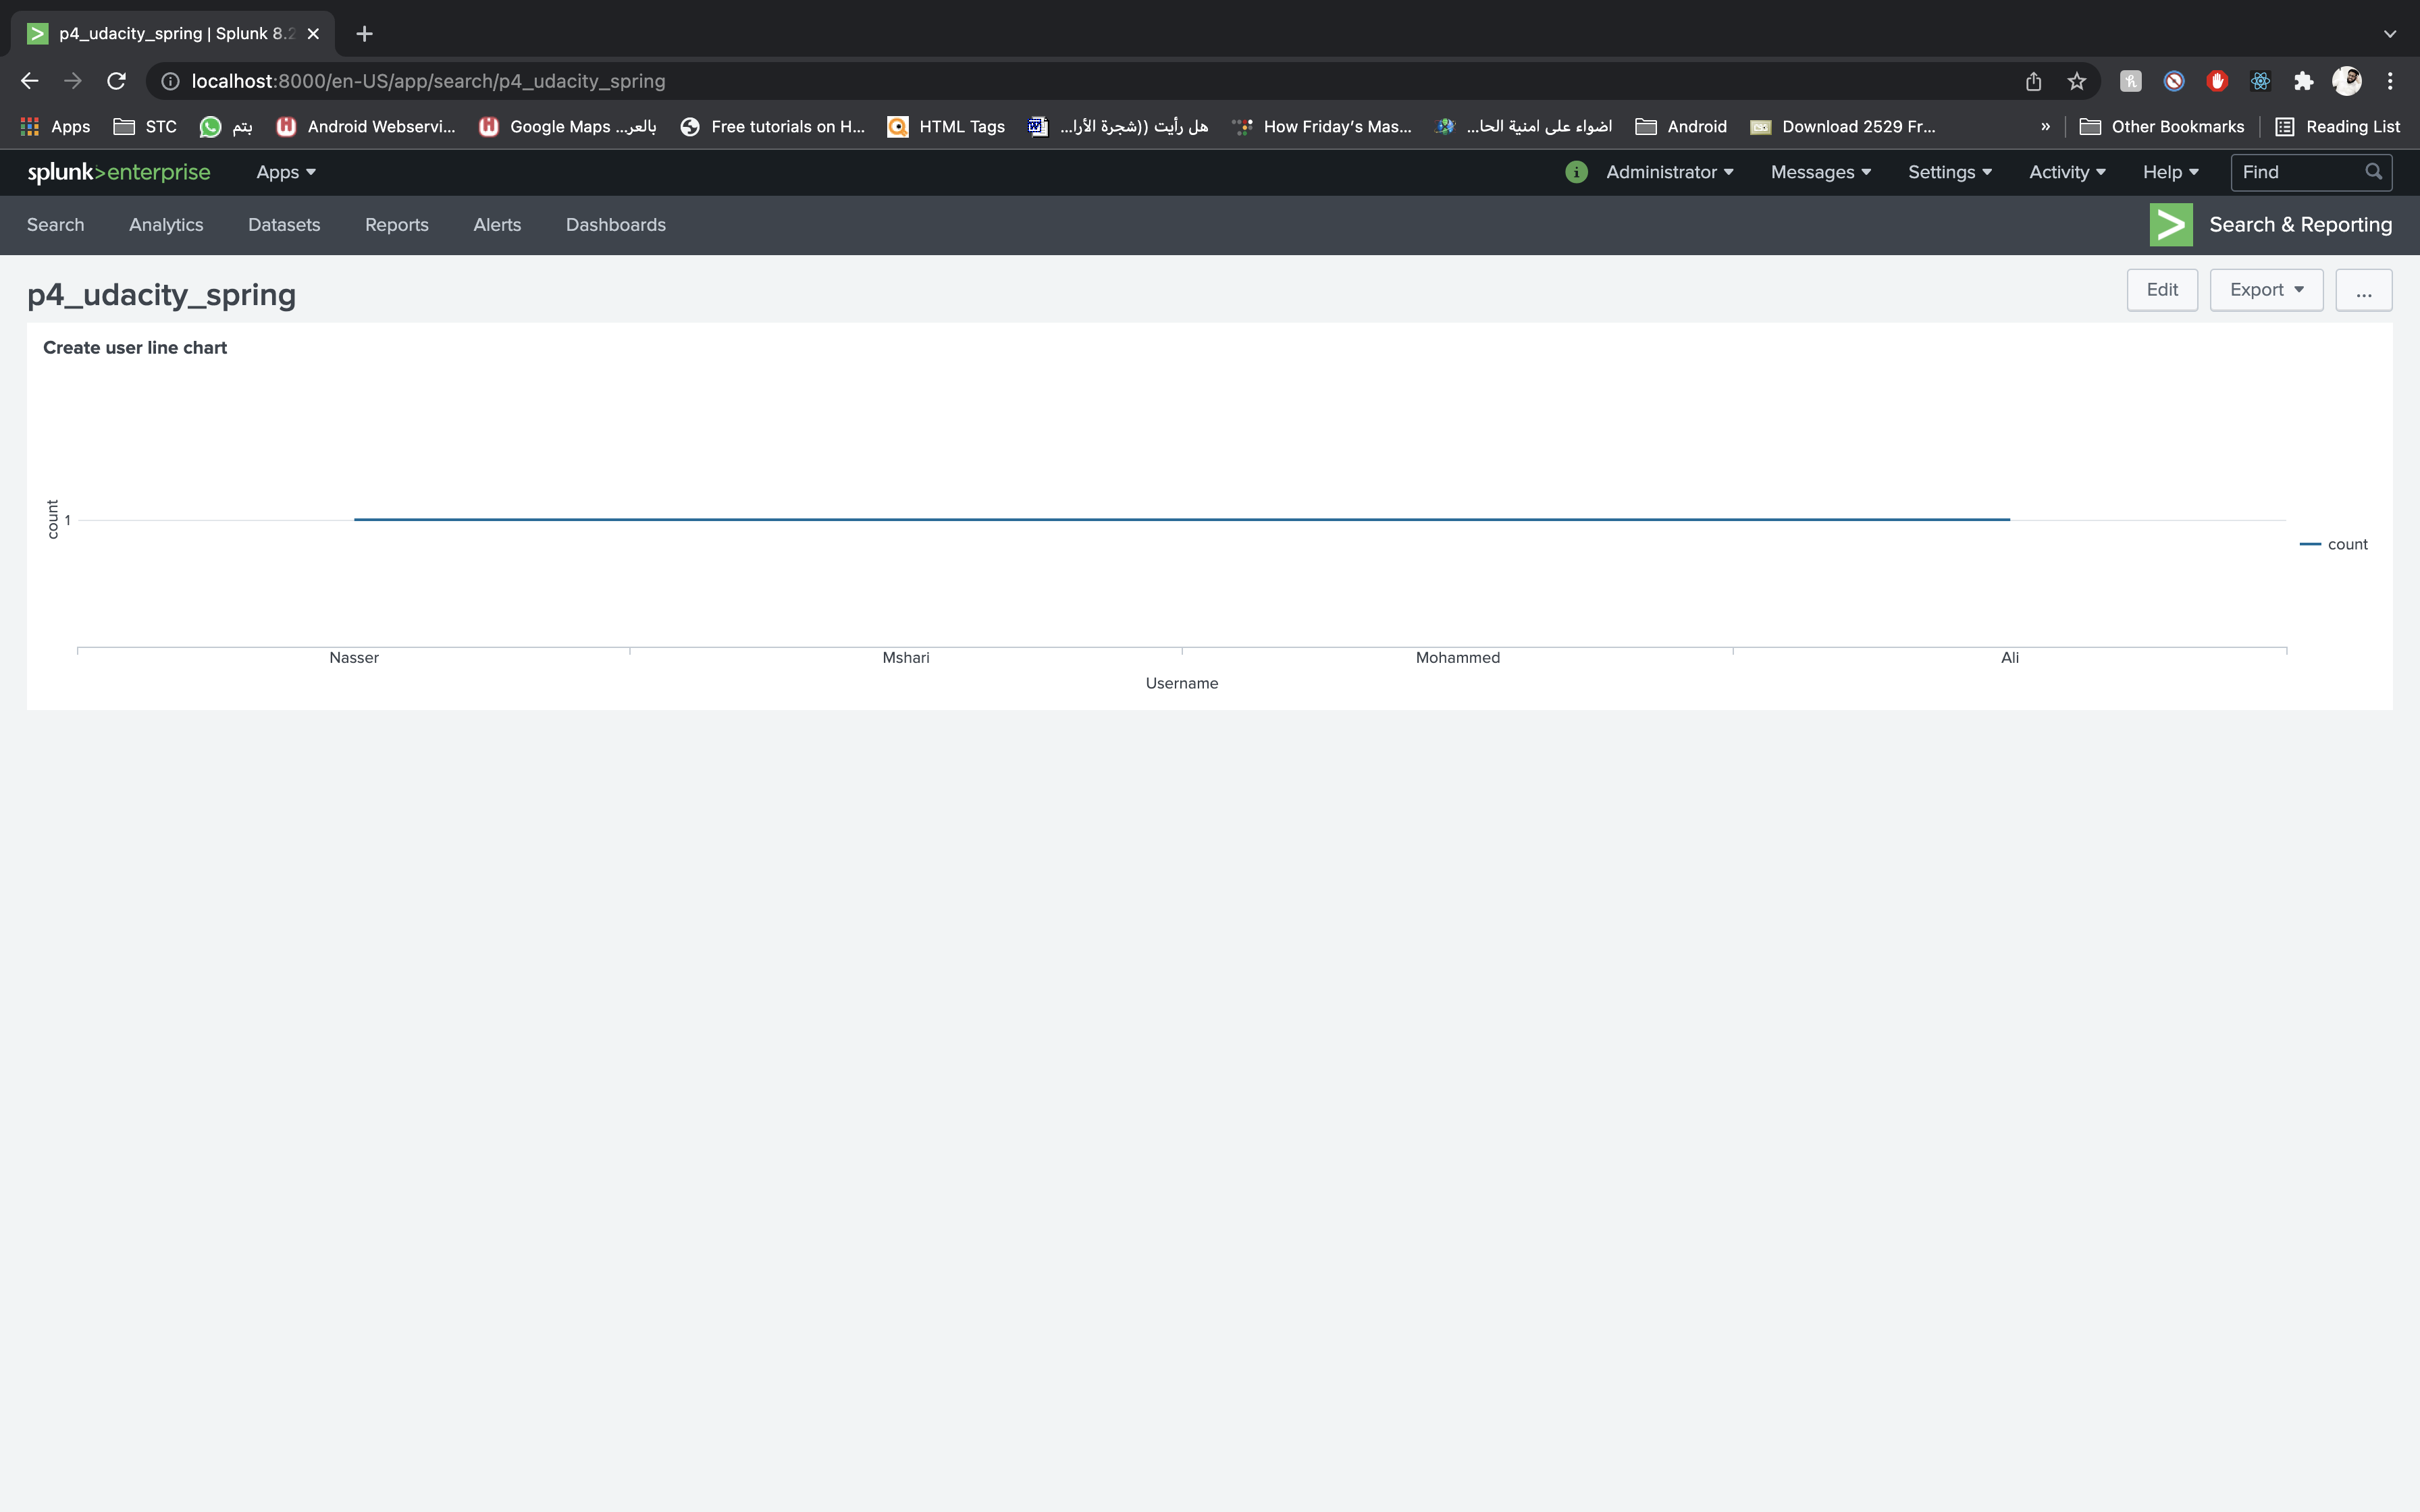 p4_udacity_spring | Splunk 8.2
localhost:8000/en-US/app/search/p4_udacity_spring
Apps STC بتم Android Webservi... Google Maps ...بالعر Free tutorials on H... HTML Tags هل رأيت ((شجرة الأرا... How Friday's Mas... اضواء على امنية الحا... Android Download 2529 Fr... » Other Bookmarks Reading List
splunk>enterprise Apps i Administrator Messages Settings Activity Help Find
Search Analytics Datasets Reports Alerts Dashboards > Search & Reporting
p4_udacity_spring Edit Export ...
Create user line chart
count
1
count
Nasser Mshari Mohammed Ali
Username